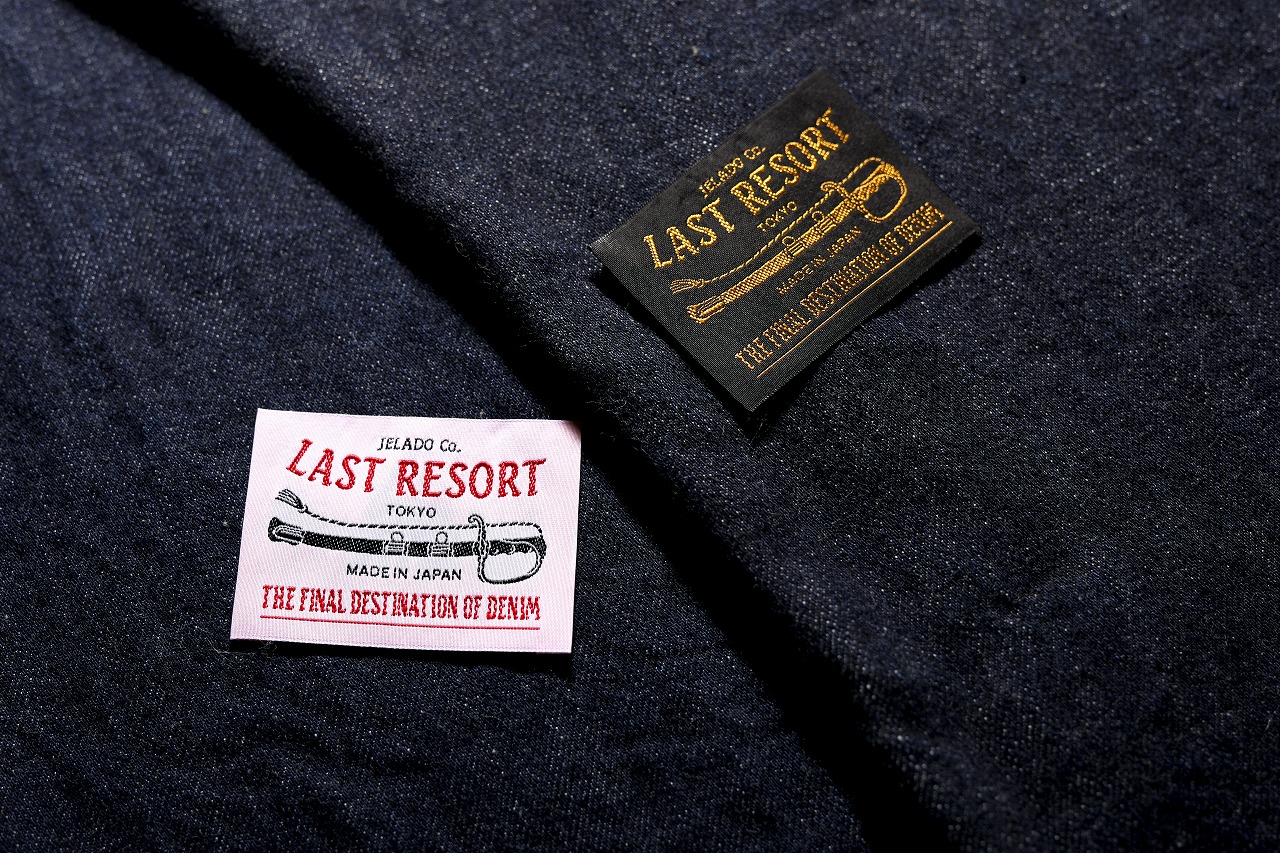 JELADO Co.
LAST RESORT
TOKYO
MADE IN JAPAN
THE FINAL DESTINATION OF DENIM
JELADO Co.
LAST RESORT
TOKYO
MADE IN JAPAN
THE FINAL DESTINATION OF DENIM